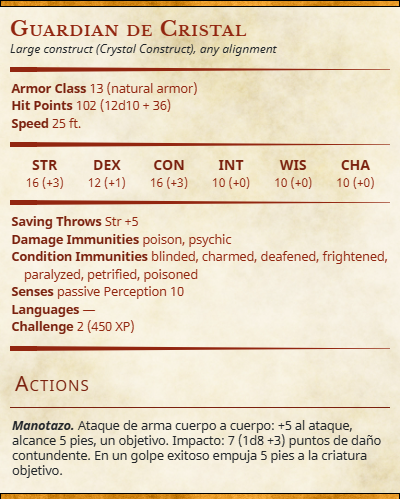 Guardian de Cristal
Large construct (Crystal Construct), any alignment
Armor Class 13 (natural armor)
Hit Points 102 (12d10 + 36)
Speed 25 ft.
STR DEX CON INT WIS CHA
16 (+3) 12 (+1) 16 (+3) 10 (+0) 10 (+0) 10 (+0)
Saving Throws Str +5
Damage Immunities poison, psychic
Condition Immunities blinded, charmed, deafened, frightened,
paralyzed, petrified, poisoned
Senses passive Perception 10
Languages —
Challenge 2 (450 XP)
Actions
Manotazo. Ataque de arma cuerpo a cuerpo: +5 al ataque,
alcance 5 pies, un objetivo. Impacto: 7 (1d8 +3) puntos de daño
contundente. En un golpe exitoso empuja 5 pies a la criatura
objetivo.